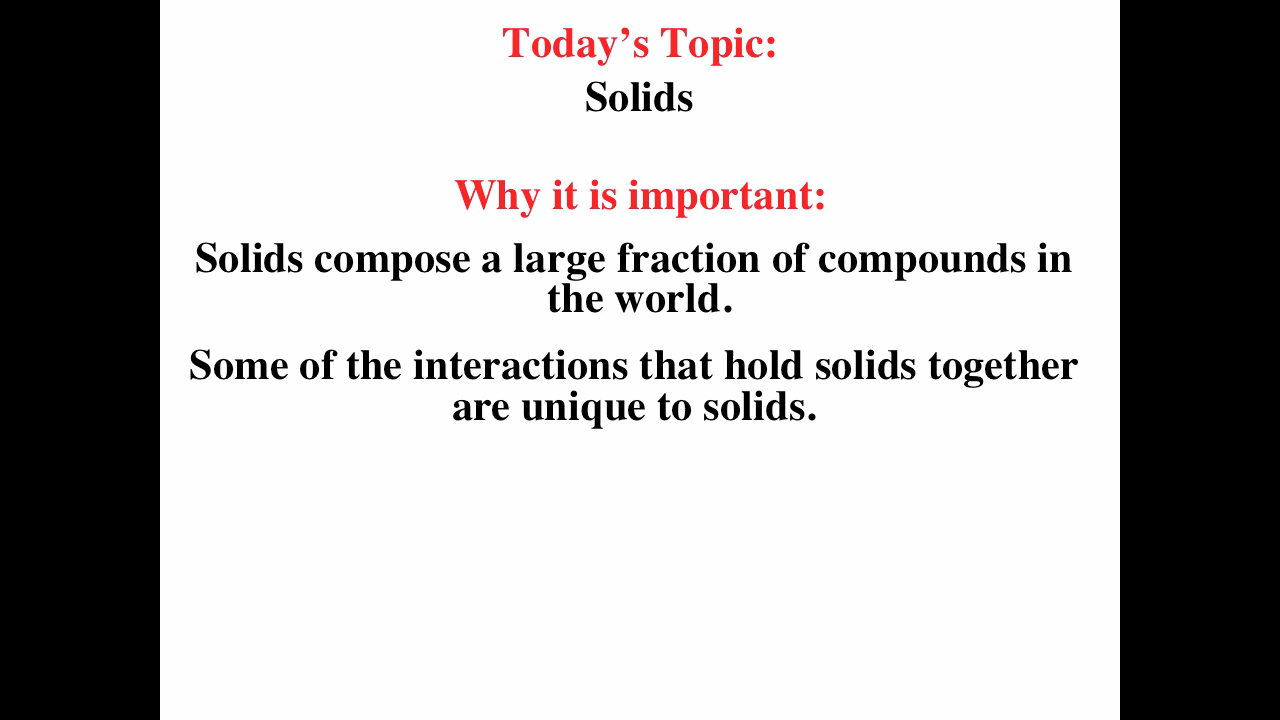 Today’s Topic:
Solids
Why it is important:
Solids compose a large fraction of compounds in
the world.
Some of the interactions that hold solids together
are unique to solids.